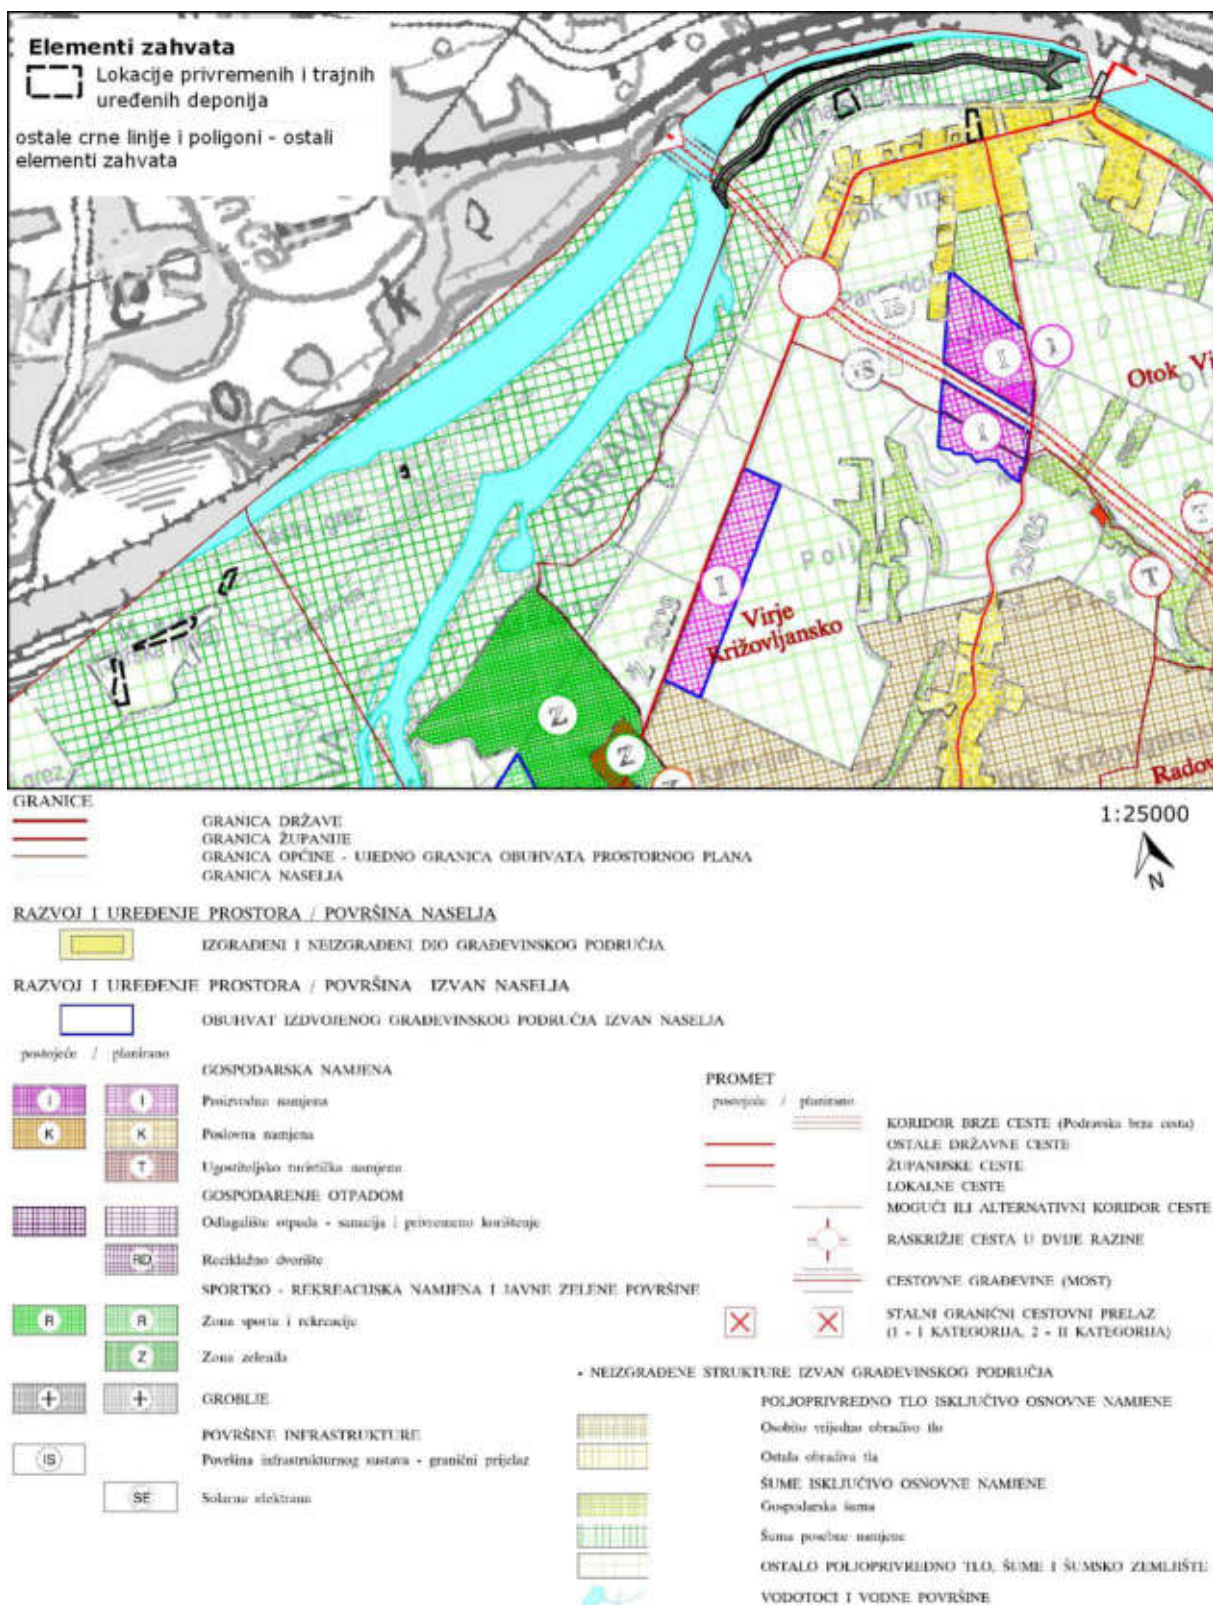 Elementi zahvata
Lokacije privremenih i trajnih
uređenih deponija
ostale crne linije i poligoni - ostali
elementi zahvata
DRAVA
Otok Vi
Virje
Križovljansko
Radov
I
I
I
I
IS
T
Z
Z
GRANICE
1:25000
N
GRANICA DRŽAVE
GRANICA ŽUPANIJE
GRANICA OPĆINE - UJEDNO GRANICA OBUHVATA PROSTORNOG PLANA
GRANICA NASELJA
RAZVOJ I UREĐENJE PROSTORA / POVRŠINA NASELJA
IZGRAĐENI I NEIZGRAĐENI DIO GRAĐEVINSKOG PODRUČJA
RAZVOJ I UREĐENJE PROSTORA / POVRŠINA IZVAN NASELJA
OBUHVAT IZDVOJENOG GRAĐEVINSKOG PODRUČJA IZVAN NASELJA
postojeće / planirano
GOSPODARSKA NAMJENA
I I Proizvodna namjena
K K Poslovna namjena
T Ugostiteljsko turistička namjena
GOSPODARENJE OTPADOM
Odlagalište otpada - sanacija i privremeno korištenje
RD Reciklažno dvorište
SPORTKO - REKREACIJSKA NAMJENA I JAVNE ZELENE POVRŠINE
R R Zona sporta i rekreacije
Z Zona zelenila
GROBLJE
POVRŠINE INFRASTRUKTURE
IS Površina infrastrukturnog sustava - granični prijelaz
SE Solarna elektrana
PROMET
postojeće / planirano
KORIDOR BRZE CESTE (Podravska brza cesta)
OSTALE DRŽAVNE CESTE
ŽUPANIJSKE CESTE
LOKALNE CESTE
MOGUĆI ILI ALTERNATIVNI KORIDOR CESTE
RASKRIŽJE CESTA U DVIJE RAZINE
CESTOVNE GRAĐEVINE (MOST)
STALNI GRANIČNI CESTOVNI PRELAZ
(1 - I KATEGORIJA, 2 - II KATEGORIJA)
• NEIZGRAĐENE STRUKTURE IZVAN GRAĐEVINSKOG PODRUČJA
POLJOPRIVREDNO TLO ISKLJUČIVO OSNOVNE NAMJENE
Osobito vrijedno obradivo tlo
Ostala obradiva tla
ŠUME ISKLJUČIVO OSNOVNE NAMJENE
Gospodarska šuma
Šuma posebne namjene
OSTALO POLJOPRIVREDNO TLO, ŠUME I ŠUMSKO ZEMLJIŠTE
VODOTOCI I VODNE POVRŠINE